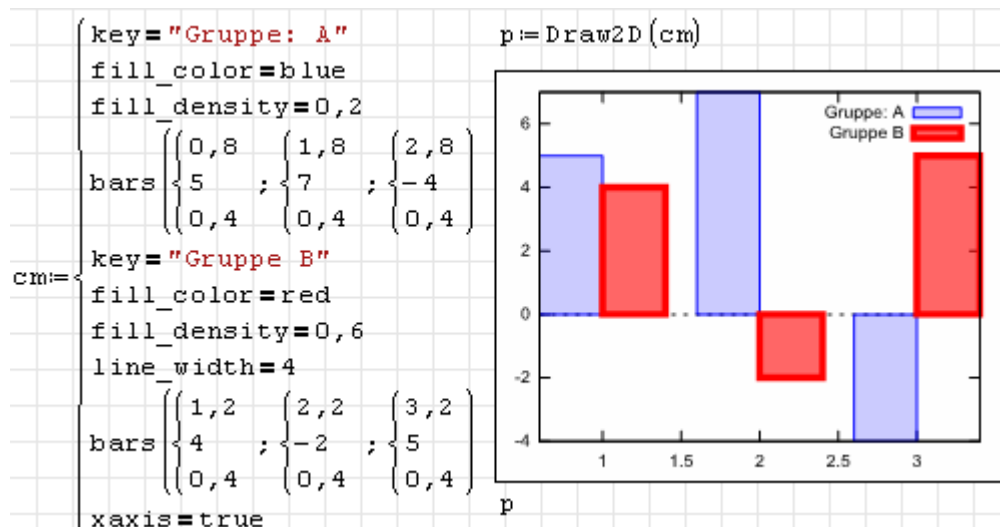 key="Gruppe: A"
fill_color=blue
fill_density=0,2
bars
0,8 1,8 2,8
5 ; 7 ; -4
0,4 0,4 0,4
key="Gruppe B"
cm:=
fill_color=red
fill_density=0,6
line_width=4
bars
1,2 2,2 3,2
4 ; -2 ; 5
0,4 0,4 0,4
xaxis=true
p:=Draw2D(cm)
Gruppe: A
Gruppe B
6
4
2
0
-2
-4
1 1.5 2 2.5 3
p